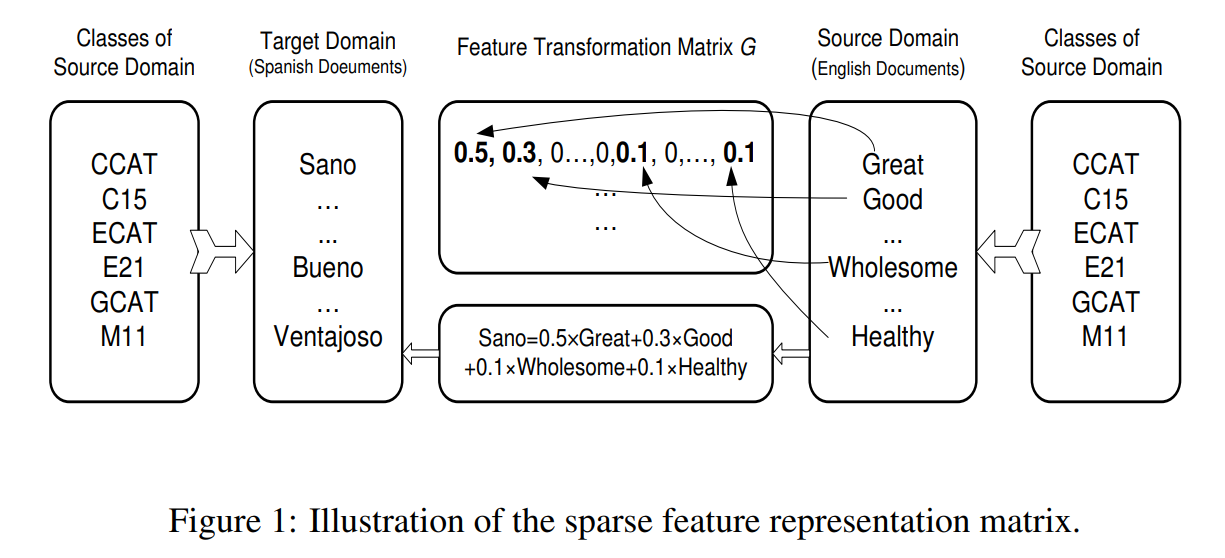 Classes of
Source Domain
Target Domain
(Spanish Doeuments)
Feature Transformation Matrix G
Source Domain
(English Documents)
Classes of
Source Domain
CCAT
C15
ECAT
E21
GCAT
M11
Sano
…
...
Bueno
…
Ventajoso
0.5, 0.3, 0…,0,0.1, 0,…, 0.1
…
…
Sano=0.5×Great+0.3×Good
+0.1×Wholesome+0.1×Healthy
Great
Good
...
Wholesome
...
Healthy
CCAT
C15
ECAT
E21
GCAT
M11
Figure 1: Illustration of the sparse feature representation matrix.